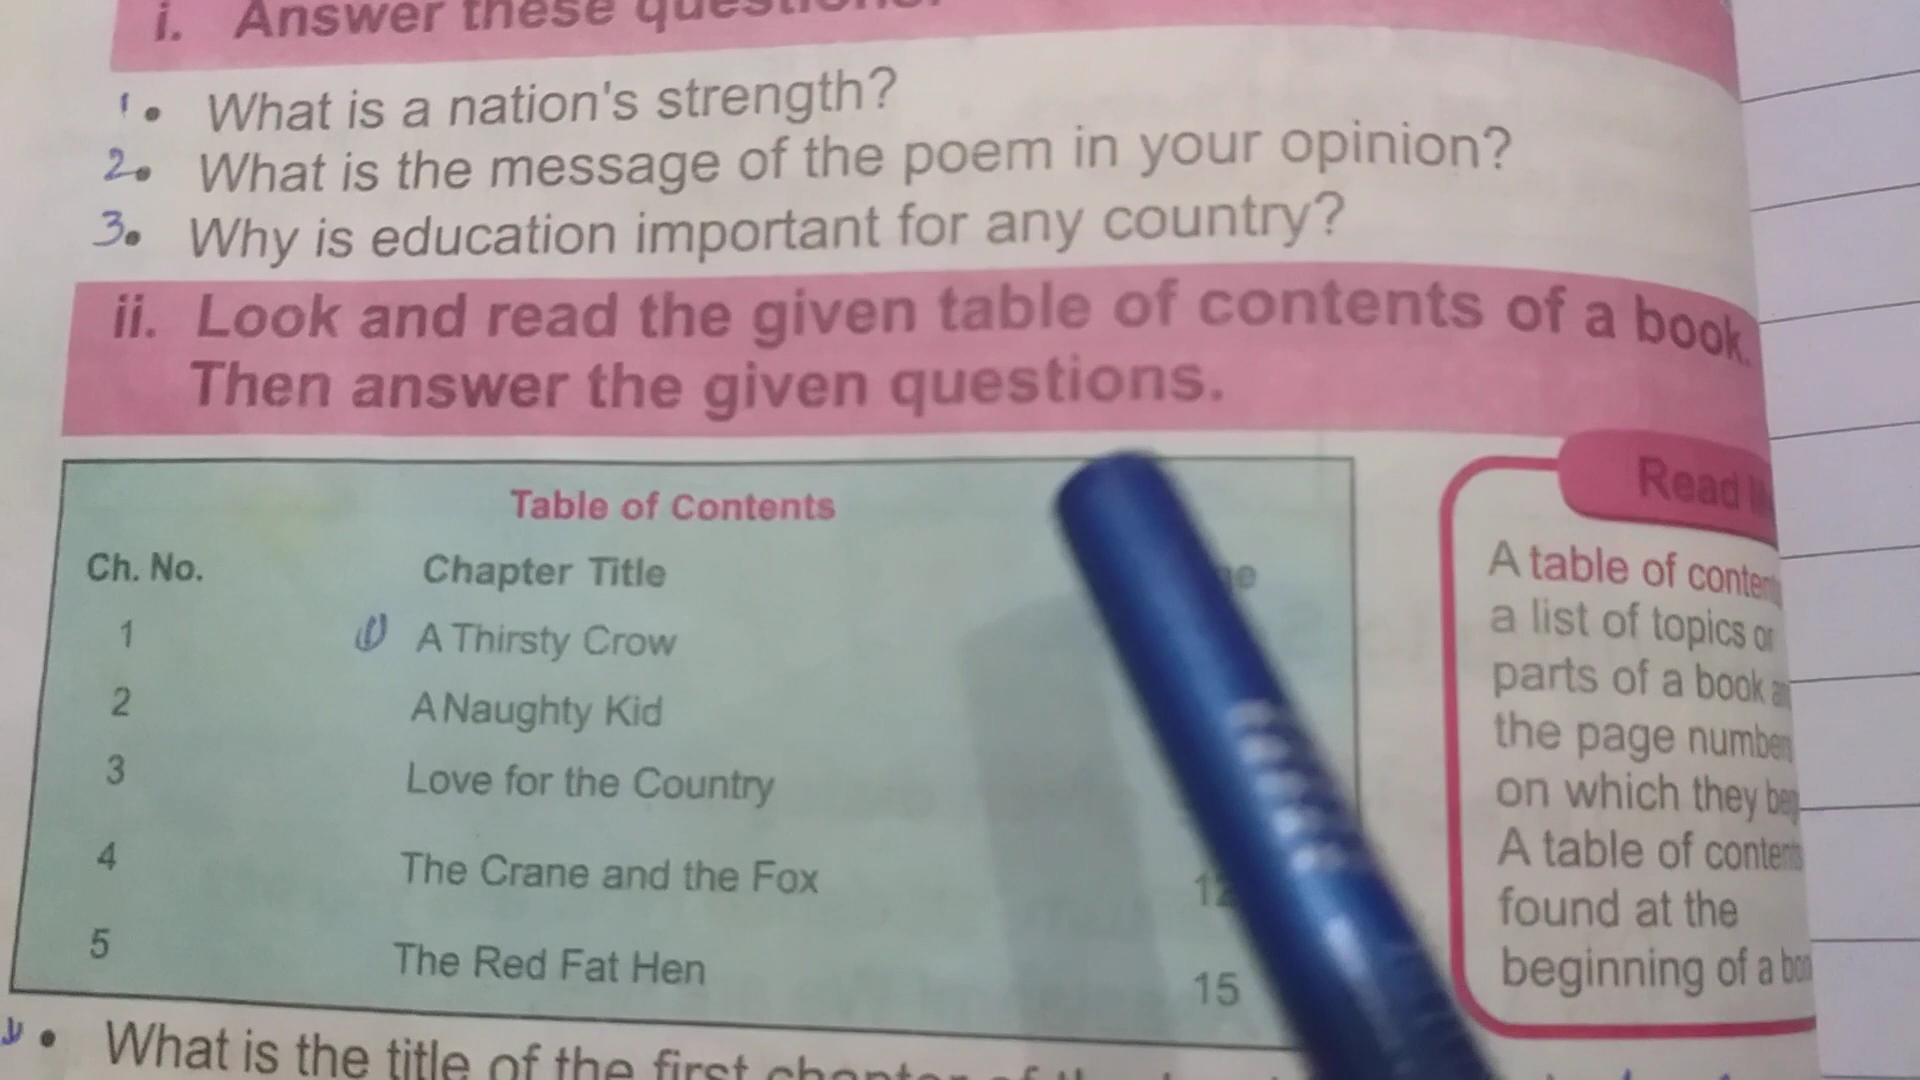 i. Answer these questions.
1. • What is a nation's strength?
2. • What is the message of the poem in your opinion?
3. • Why is education important for any country?
ii. Look and read the given table of contents of a book.
Then answer the given questions.
Table of Contents
Ch. No. Chapter Title
1 (1) A Thirsty Crow
2 A Naughty Kid
3 Love for the Country
4 The Crane and the Fox
5 The Red Fat Hen 15
• What is the title of the first chapter of
Read
A table of
a list of topics or
parts of a book
the page
on which they
A table of
found at the
beginning of a